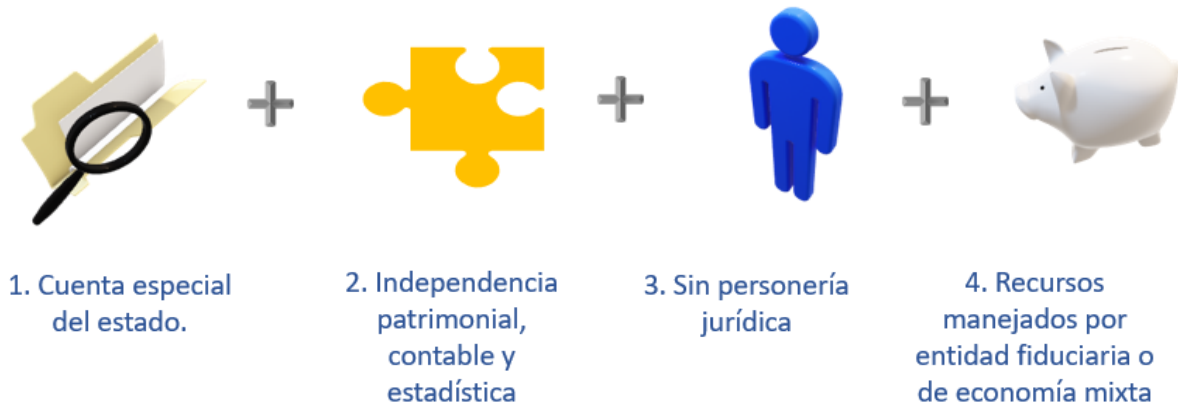 1. Cuenta especial
del estado.
2. Independencia
patrimonial,
contable y
estadística
3. Sin personería
jurídica
4. Recursos
manejados por
entidad fiduciaria o
de economía mixta